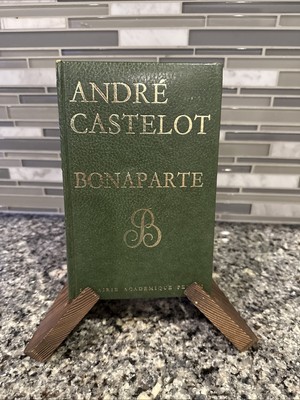 ANDRÉ
CASTELOT
BONAPARTE
B
ACADEMIQUE